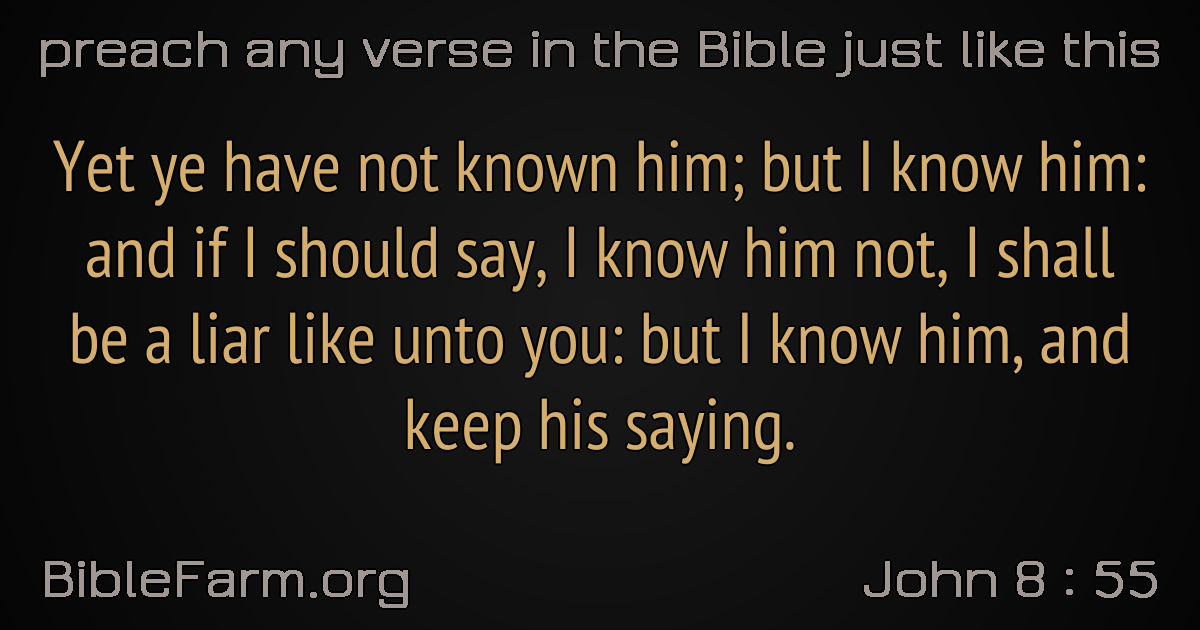 preach any verse in the Bible just like this
Yet ye have not known him; but I know him:
and if I should say, I know him not, I shall
be a liar like unto you: but I know him, and
keep his saying.
BibleFarm.org
John 8 : 55